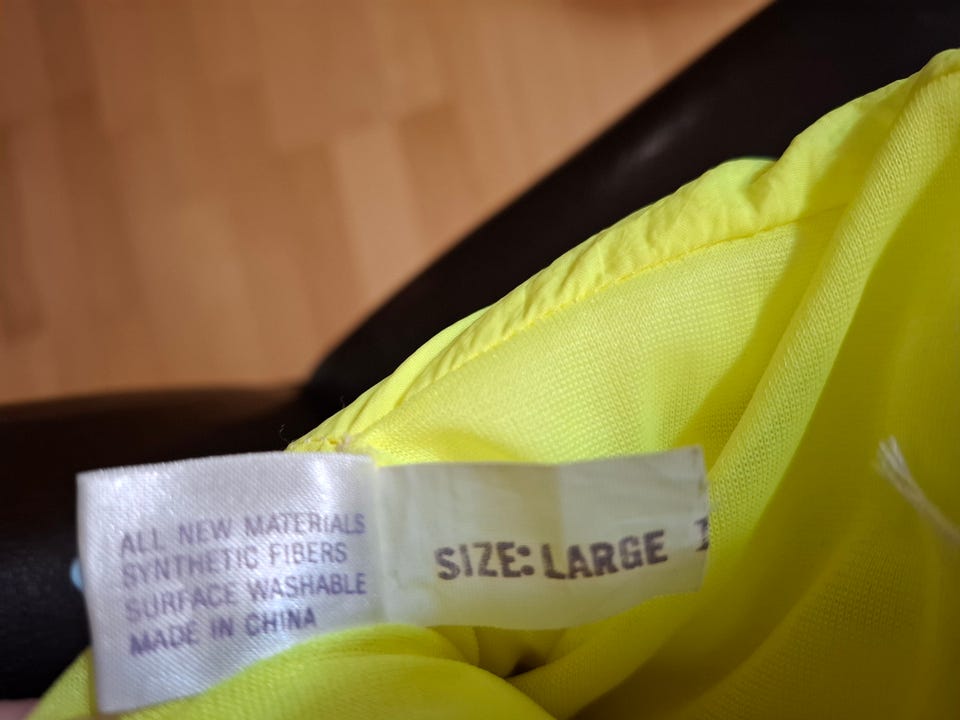 ALL NEW MATERIALS
SYNTHETIC FIBERS
SURFACE WASHABLE
MADE IN CHINA
SIZE: LARGE